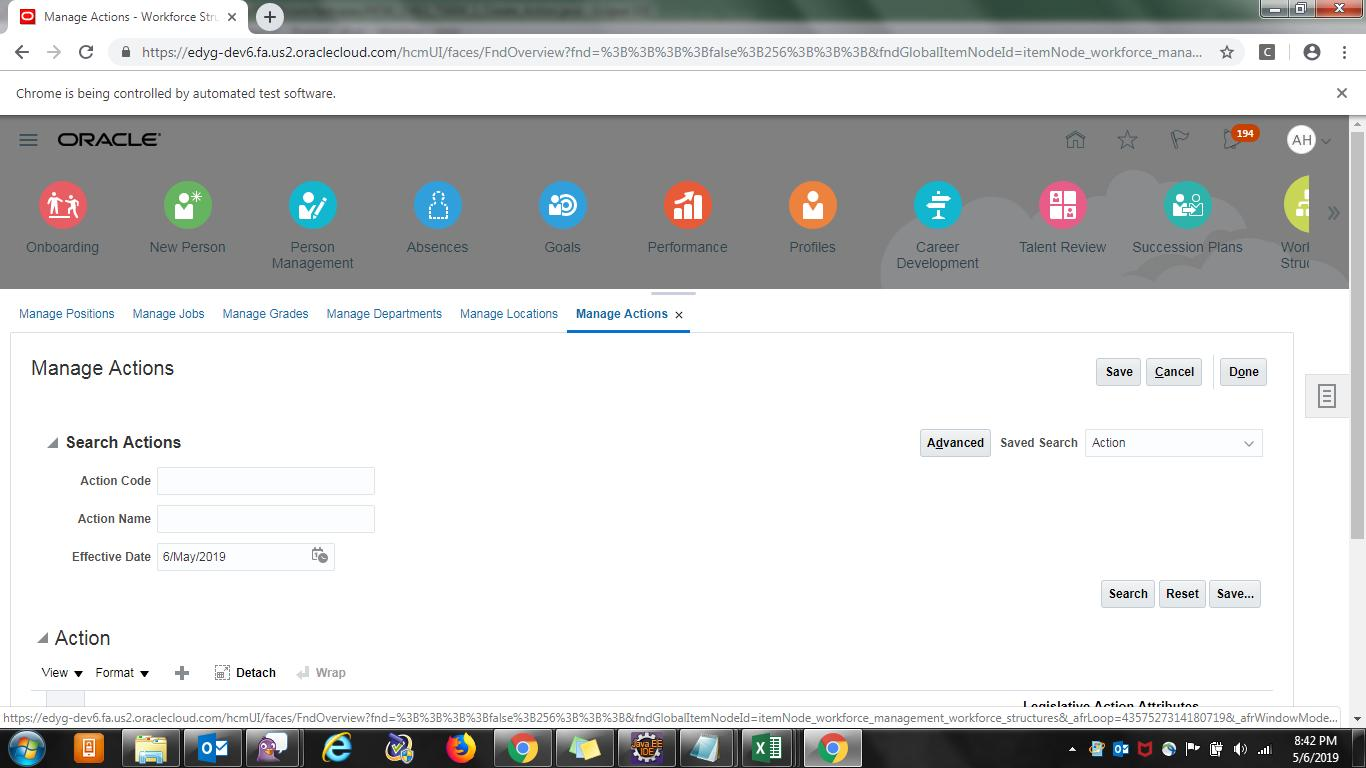 Manage Actions - Workforce Stru
https://edyg-dev6.fa.us2.oraclecloud.com/hcmUI/faces/FndOverview?fnd=%3B%3B%3B%3Bfalse%3B256%3B%3B%3B&fndGlobalItemNodeId=itemNode_workforce_mana...
C
Chrome is being controlled by automated test software.
ORACLE
194
AH
Onboarding
New Person
Person Management
Absences
Goals
Performance
Profiles
Career Development
Talent Review
Succession Plans
Work
Struc
Manage Positions Manage Jobs Manage Grades Manage Departments Manage Locations Manage Actions
Manage Actions
Save Cancel Done
Search Actions
Advanced Saved Search Action
Action Code
Action Name
Effective Date 6/May/2019
Search Reset Save...
Action
View Format Detach Wrap
Legislative Action Attributes
https://edyg-dev6.fa.us2.oraclecloud.com/hcmUI/faces/FndOverview?fnd=%3B%3B%3B%3Bfalse%3B256%3B%3B%3B&fndGlobalItemNodeId=itemNode_workforce_management_workforce_structures&_afrLoop=43575273141807719&_afrWindowMode...
Java EE
IDE
8:42 PM
5/6/2019